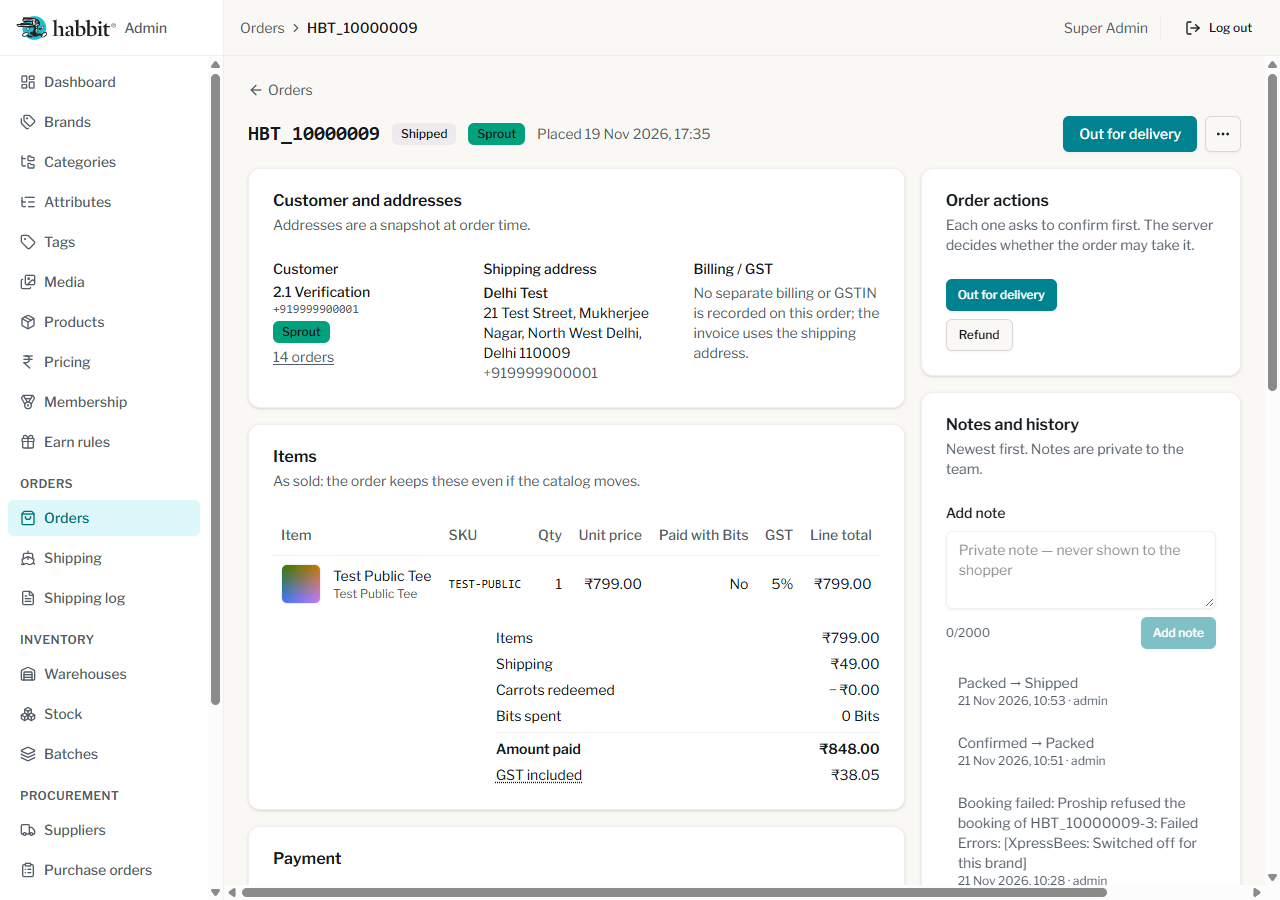 habbit® Admin
Orders > HBT_10000009
Super Admin
Log out
Dashboard
Brands
Categories
Attributes
Tags
Media
Products
Pricing
Membership
Earn rules
ORDERS
Orders
Shipping
Shipping log
INVENTORY
Warehouses
Stock
Batches
PROCUREMENT
Suppliers
Purchase orders
← Orders
HBT_10000009 Shipped Sprout Placed 19 Nov 2026, 17:35
Out for delivery ...
Customer and addresses
Addresses are a snapshot at order time.
Customer
2.1 Verification
+919999900001
Sprout
14 orders
Shipping address
Delhi Test
21 Test Street, Mukherjee
Nagar, North West Delhi,
Delhi 110009
+919999900001
Billing / GST
No separate billing or GSTIN
is recorded on this order; the
invoice uses the shipping
address.
Items
As sold: the order keeps these even if the catalog moves.
Item SKU Qty Unit price Paid with Bits GST Line total
Test Public Tee TEST-PUBLIC 1 ₹799.00 No 5% ₹799.00
Test Public Tee
Items ₹799.00
Shipping ₹49.00
Carrots redeemed −₹0.00
Bits spent 0 Bits
Amount paid ₹848.00
GST included ₹38.05
Payment
Order actions
Each one asks to confirm first. The server
decides whether the order may take it.
Out for delivery
Refund
Notes and history
Newest first. Notes are private to the
team.
Add note
Private note — never shown to the
shopper
0/2000 Add note
Packed → Shipped
21 Nov 2026, 10:53 · admin
Confirmed → Packed
21 Nov 2026, 10:51 · admin
Booking failed: Proship refused the
booking of HBT_10000009-3: Failed
Errors: [XpressBees: Switched off for
this brand]
21 Nov 2026, 10:28 · admin